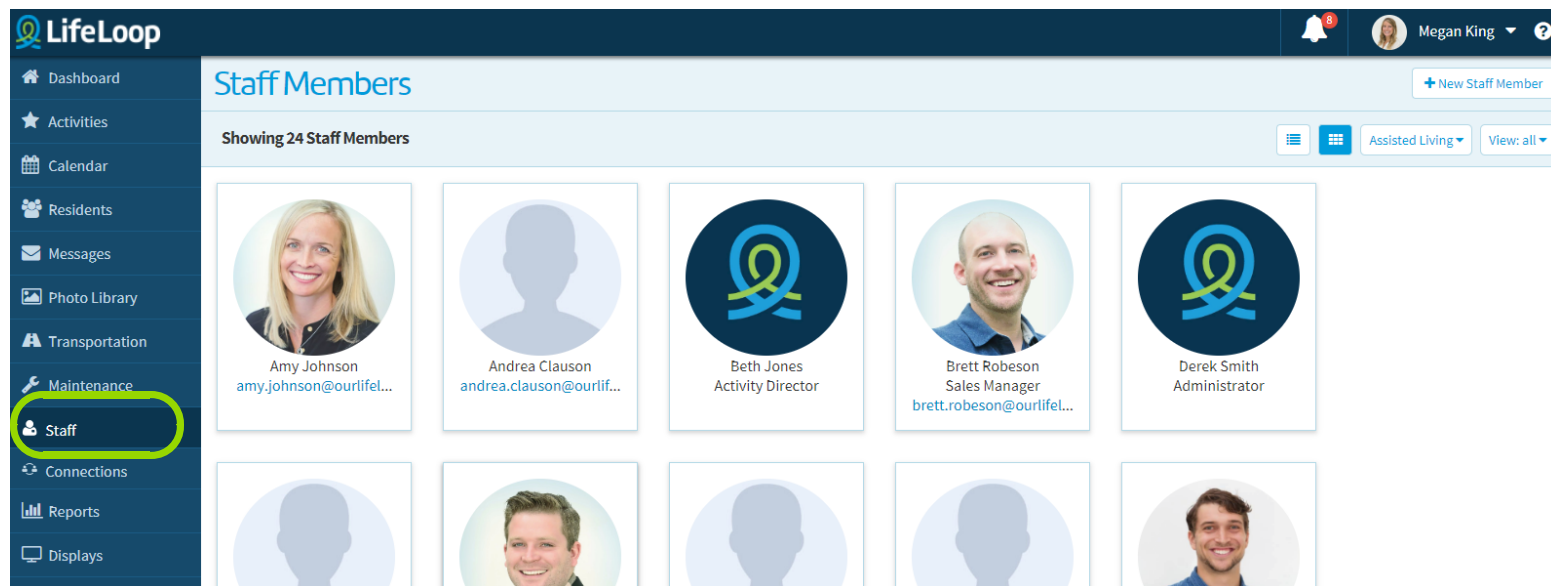 LifeLoop
8
Megan King
?
Dashboard
Activities
Calendar
Residents
Messages
Photo Library
Transportation
Maintenance
Staff
Connections
Reports
Displays
Staff Members
+ New Staff Member
Showing 24 Staff Members
Assisted Living
View: all
Amy Johnson
amy.johnson@ourlifel...
Andrea Clauson
andrea.clauson@ourlif...
Beth Jones
Activity Director
Brett Robeson
Sales Manager
brett.robeson@ourlifel...
Derek Smith
Administrator